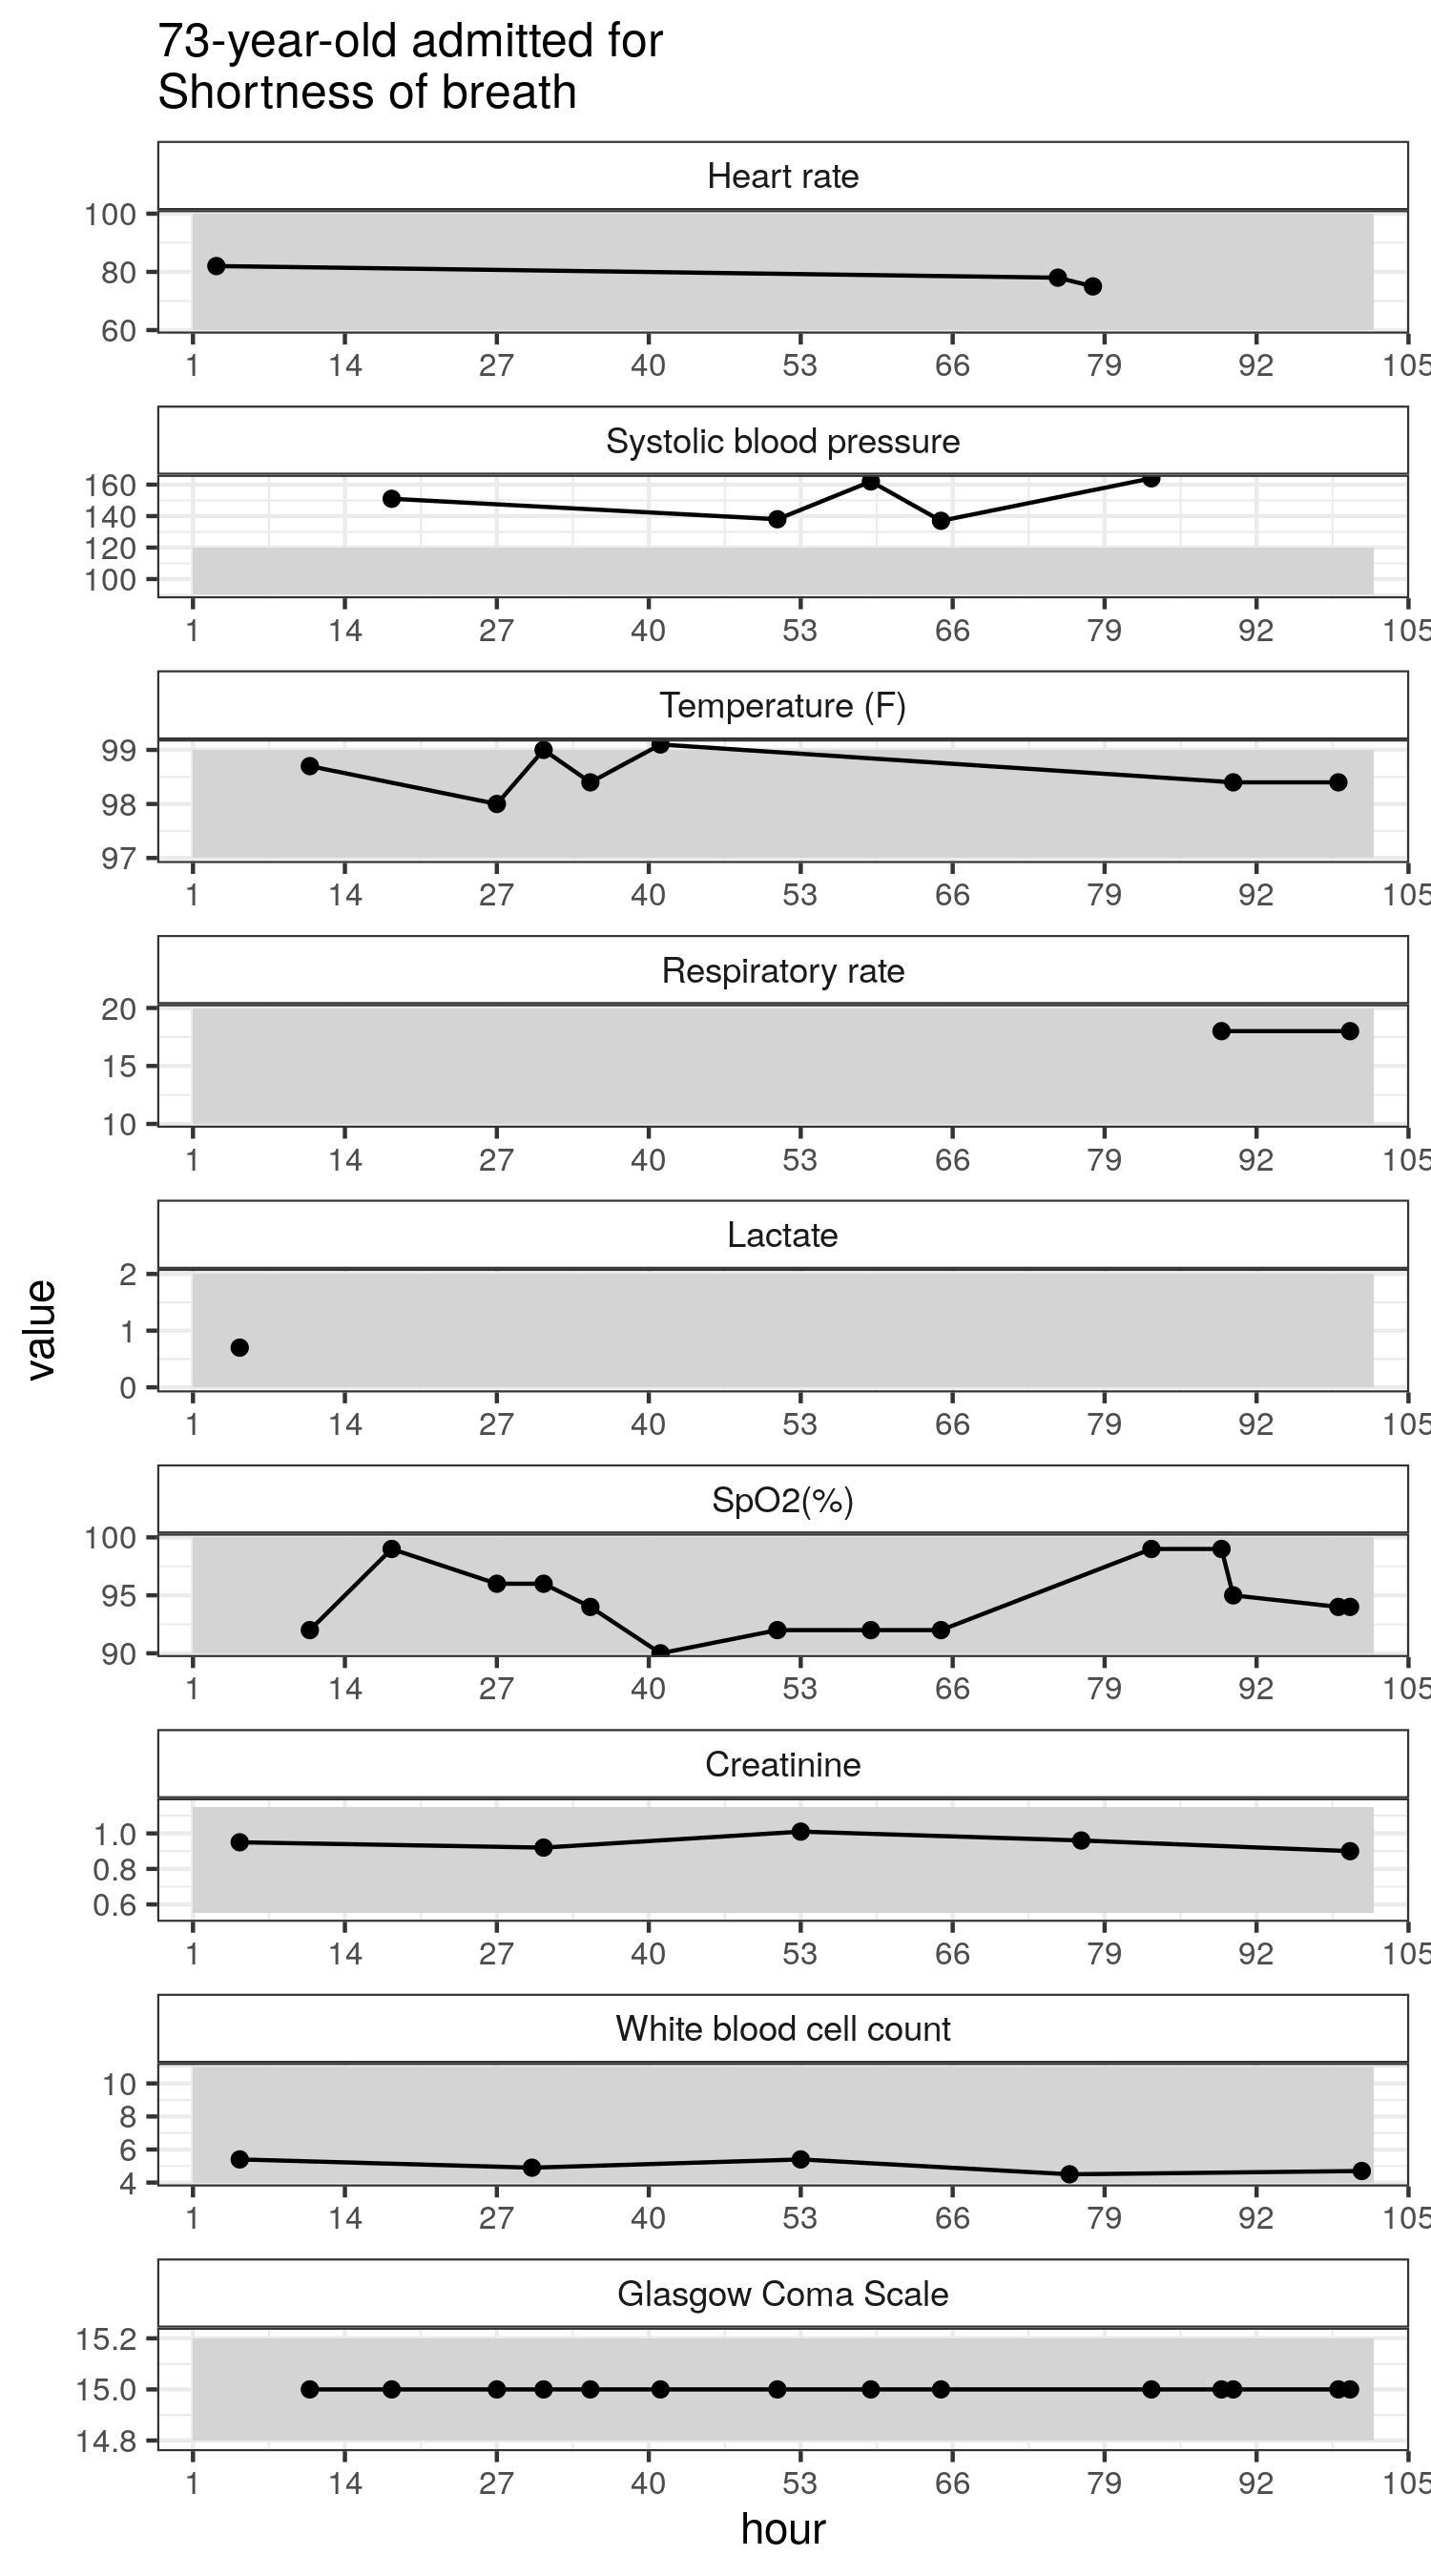 73-year-old admitted for
Shortness of breath
Heart rate
100
80
60
1 14 27 40 53 66 79 92 105
Systolic blood pressure
160
140
120
100
1 14 27 40 53 66 79 92 105
Temperature (F)
99
98
97
1 14 27 40 53 66 79 92 105
Respiratory rate
20
15
10
1 14 27 40 53 66 79 92 105
Lactate
2
1
0
1 14 27 40 53 66 79 92 105
value
SpO2(%)
100
95
90
1 14 27 40 53 66 79 92 105
Creatinine
1.0
0.8
0.6
1 14 27 40 53 66 79 92 105
White blood cell count
10
8
6
4
1 14 27 40 53 66 79 92 105
Glasgow Coma Scale
15.2
15.0
14.8
1 14 27 40 53 66 79 92 105
hour